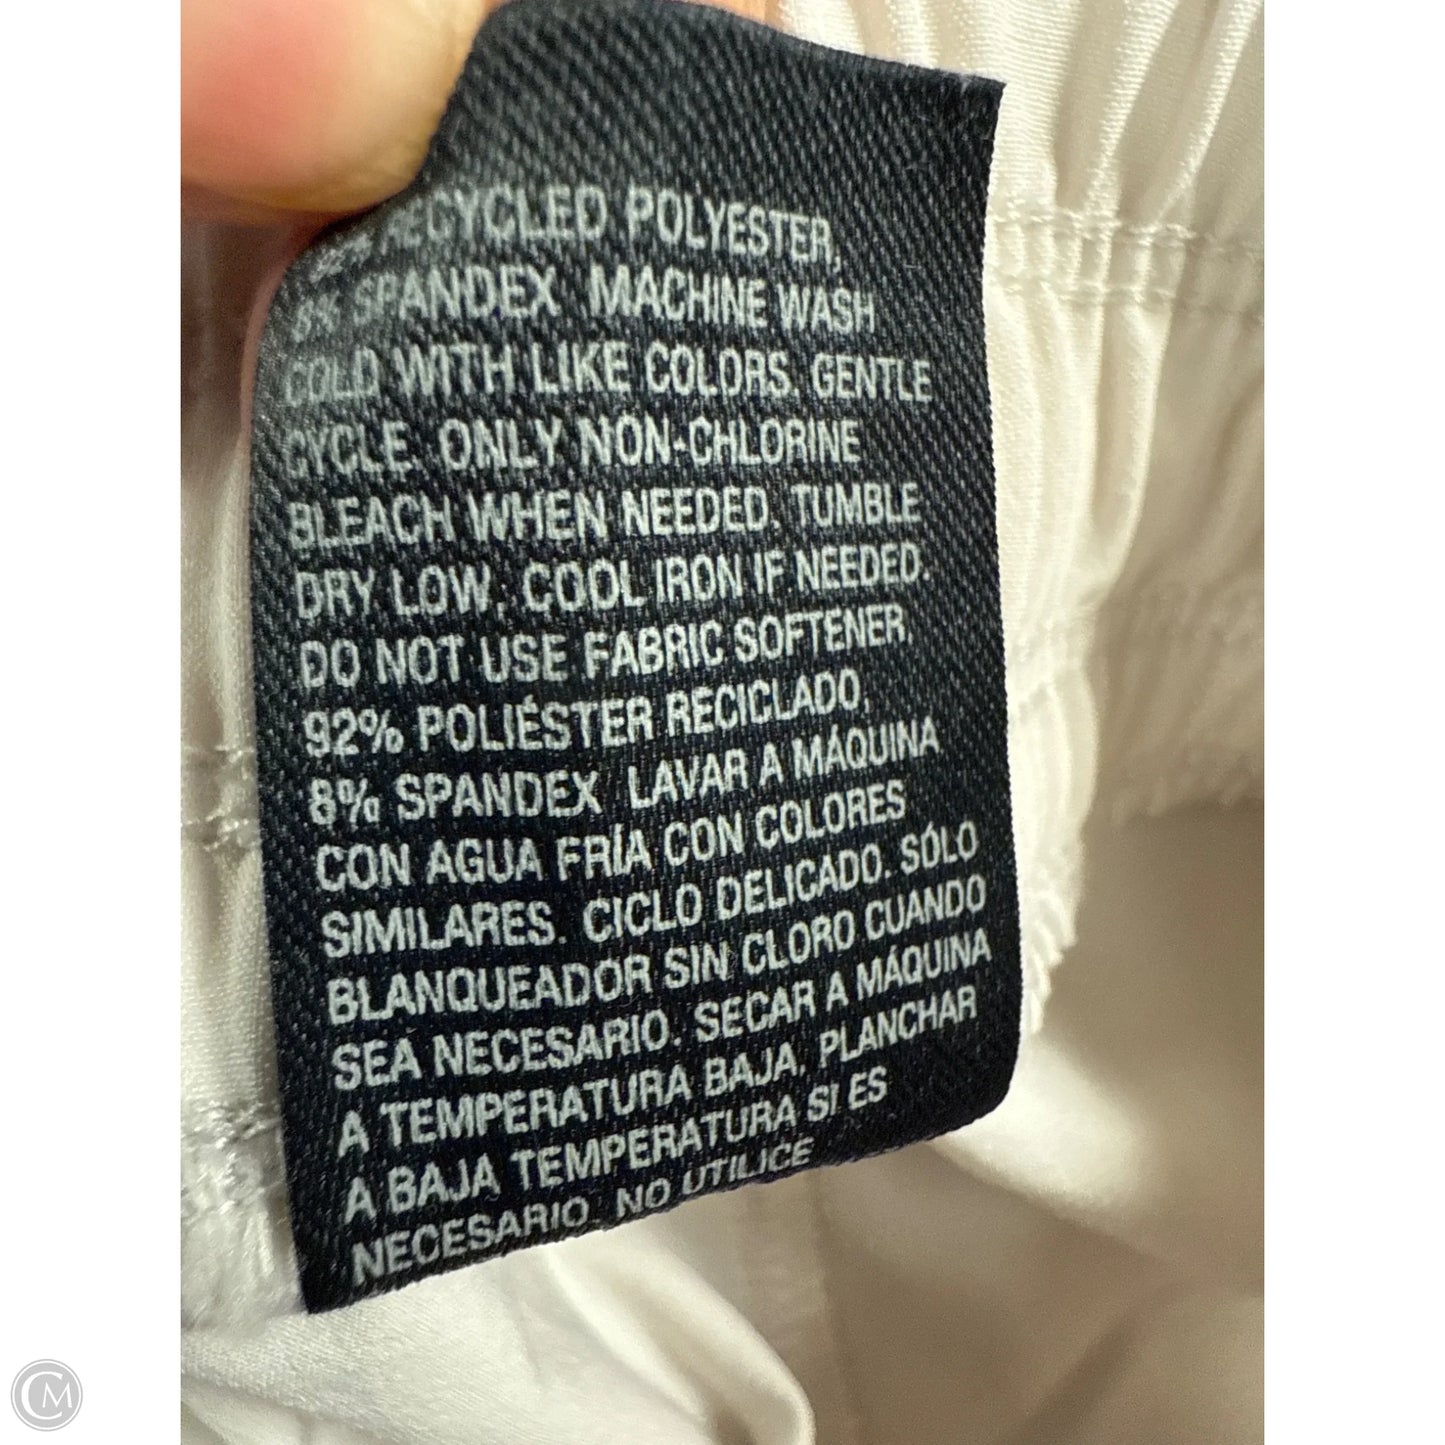 RECYCLED POLYESTER,
8% SPANDEX MACHINE WASH
COLD WITH LIKE COLORS. GENTLE
CYCLE. ONLY NON-CHLORINE
BLEACH WHEN NEEDED. TUMBLE
DRY LOW. COOL IRON IF NEEDED.
DO NOT USE FABRIC SOFTENER.
92% POLIÉSTER RECICLADO,
8% SPANDEX LAVAR A MÁQUINA
CON AGUA FRÍA CON COLORES
SIMILARES. CICLO DELICADO. SÓLO
BLANQUEADOR SIN CLORO CUANDO
SEA NECESARIO. SECAR A MÁQUINA
A TEMPERATURA BAJA. PLANCHAR
A BAJA TEMPERATURA SI ES
NECESARIO. NO UTILICE
CM